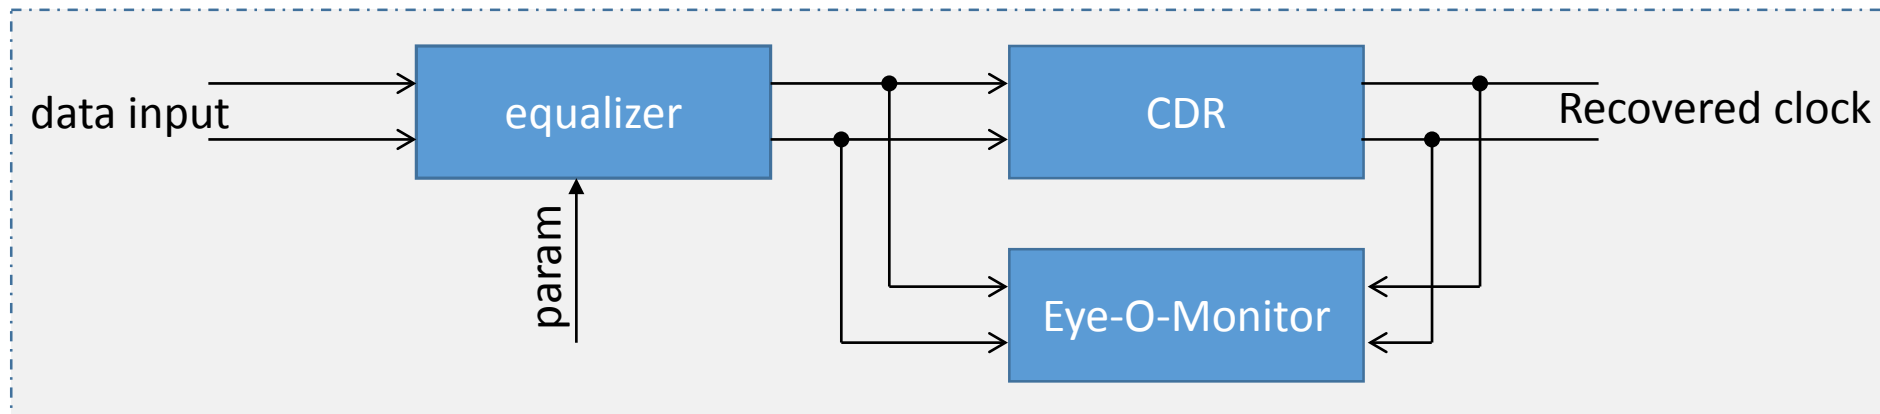 data input
equalizer
CDR
Recovered clock
param
Eye-O-Monitor